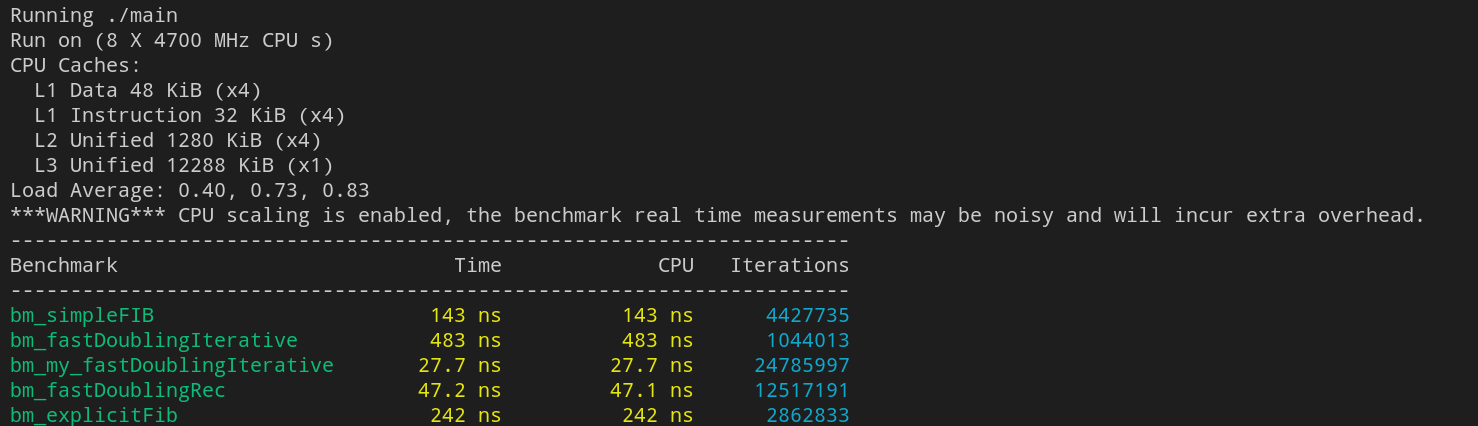 Running ./main
Run on (8 X 4700 MHz CPU s)
CPU Caches:
  L1 Data 48 KiB (x4)
  L1 Instruction 32 KiB (x4)
  L2 Unified 1280 KiB (x4)
  L3 Unified 12288 KiB (x1)
Load Average: 0.40, 0.73, 0.83
***WARNING*** CPU scaling is enabled, the benchmark real time measurements may be noisy and will incur extra overhead.
----------------------------------------------------------------------
Benchmark                            Time             CPU   Iterations
----------------------------------------------------------------------
bm_simpleFIB                       143 ns          143 ns      4427735
bm_fastDoublingIterative           483 ns          483 ns      1044013
bm_my_fastDoublingIterative       27.7 ns         27.7 ns     24785997
bm_fastDoublingRec                47.2 ns         47.1 ns     12517191
bm_explicitFib                     242 ns          242 ns      2862833